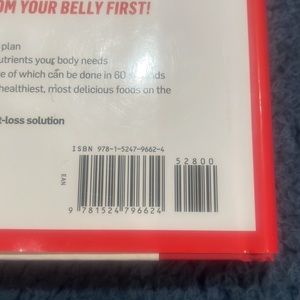 OM YOUR BELLY FIRST!
plan
utrients your body needs
e of which can be done in 60 seconds
healthiest, most delicious foods on the
t-loss solution
ISBN 978-1-5247-9662-4
52800
EAN
9 781524 796624